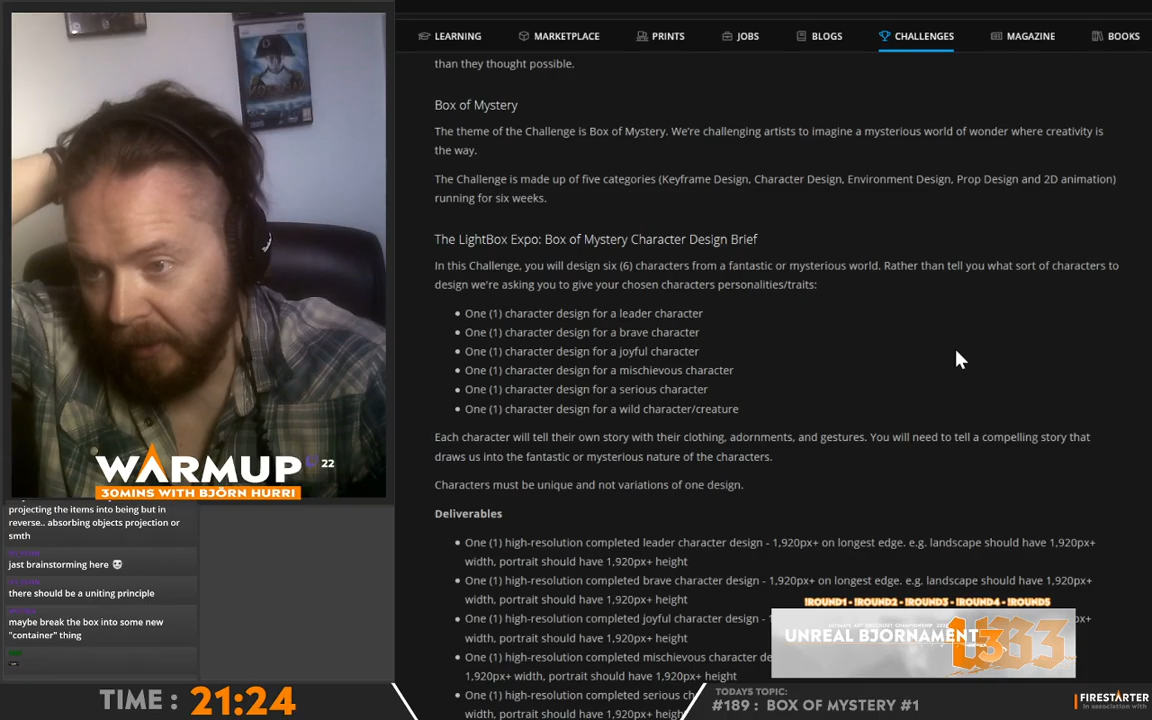 LEARNING
MARKETPLACE
PRINTS
JOBS
BLOGS
CHALLENGES
MAGAZINE
BOOKS
than they thought possible.
Box of Mystery
The theme of the Challenge is Box of Mystery. We're challenging artists to imagine a mysterious world of wonder where creativity is
the way.
The Challenge is made up of five categories (Keyframe Design, Character Design, Environment Design, Prop Design and 2D animation)
running for six weeks.
The LightBox Expo: Box of Mystery Character Design Brief
In this Challenge, you will design six (6) characters from a fantastic or mysterious world. Rather than tell you what sort of characters to
design we're asking you to give your chosen characters personalities/traits:
One (1) character design for a leader character
One (1) character design for a brave character
One (1) character design for a joyful character
One (1) character design for a mischievous character
One (1) character design for a serious character
One (1) character design for a wild character/creature
Each character will tell their own story with their clothing, adornments, and gestures. You will need to tell a compelling story that
draws us into the fantastic or mysterious nature of the characters.
Characters must be unique and not variations of one design.
Deliverables
One (1) high-resolution completed leader character design - 1,920px+ on longest edge. e.g. landscape should have 1,920px+
width, portrait should have 1,920px+ height
One (1) high-resolution completed brave character design - 1,920px+ on longest edge. e.g. landscape should have 1,920px+
width, portrait should have 1,920px+ height
One (1) high-resolution completed joyful character design - 1
width, portrait should have 1,920px+ height
One (1) high-resolution completed mischievous character de
1,920px+ width, portrait should have 1,920px+ height
One (1) high-resolution completed serious ch
width, portrait should have 1,920px+ height
WARMUP 22
30MINS WITH BJÖRN HURRI
projecting the items into being but in
reverse.. absorbing objects projection or
smth
jast brainstorming here
there should be a uniting principle
maybe break the box into some new
"container" thing
!ROUND1 - !ROUND2 - !ROUND3 - !ROUND4 - !ROUND5
UNREAL BJORNAMENT
TIME : 21:24
TODAYS TOPIC:
#189 : BOX OF MYSTERY #1
FIRESTARTER
In association with